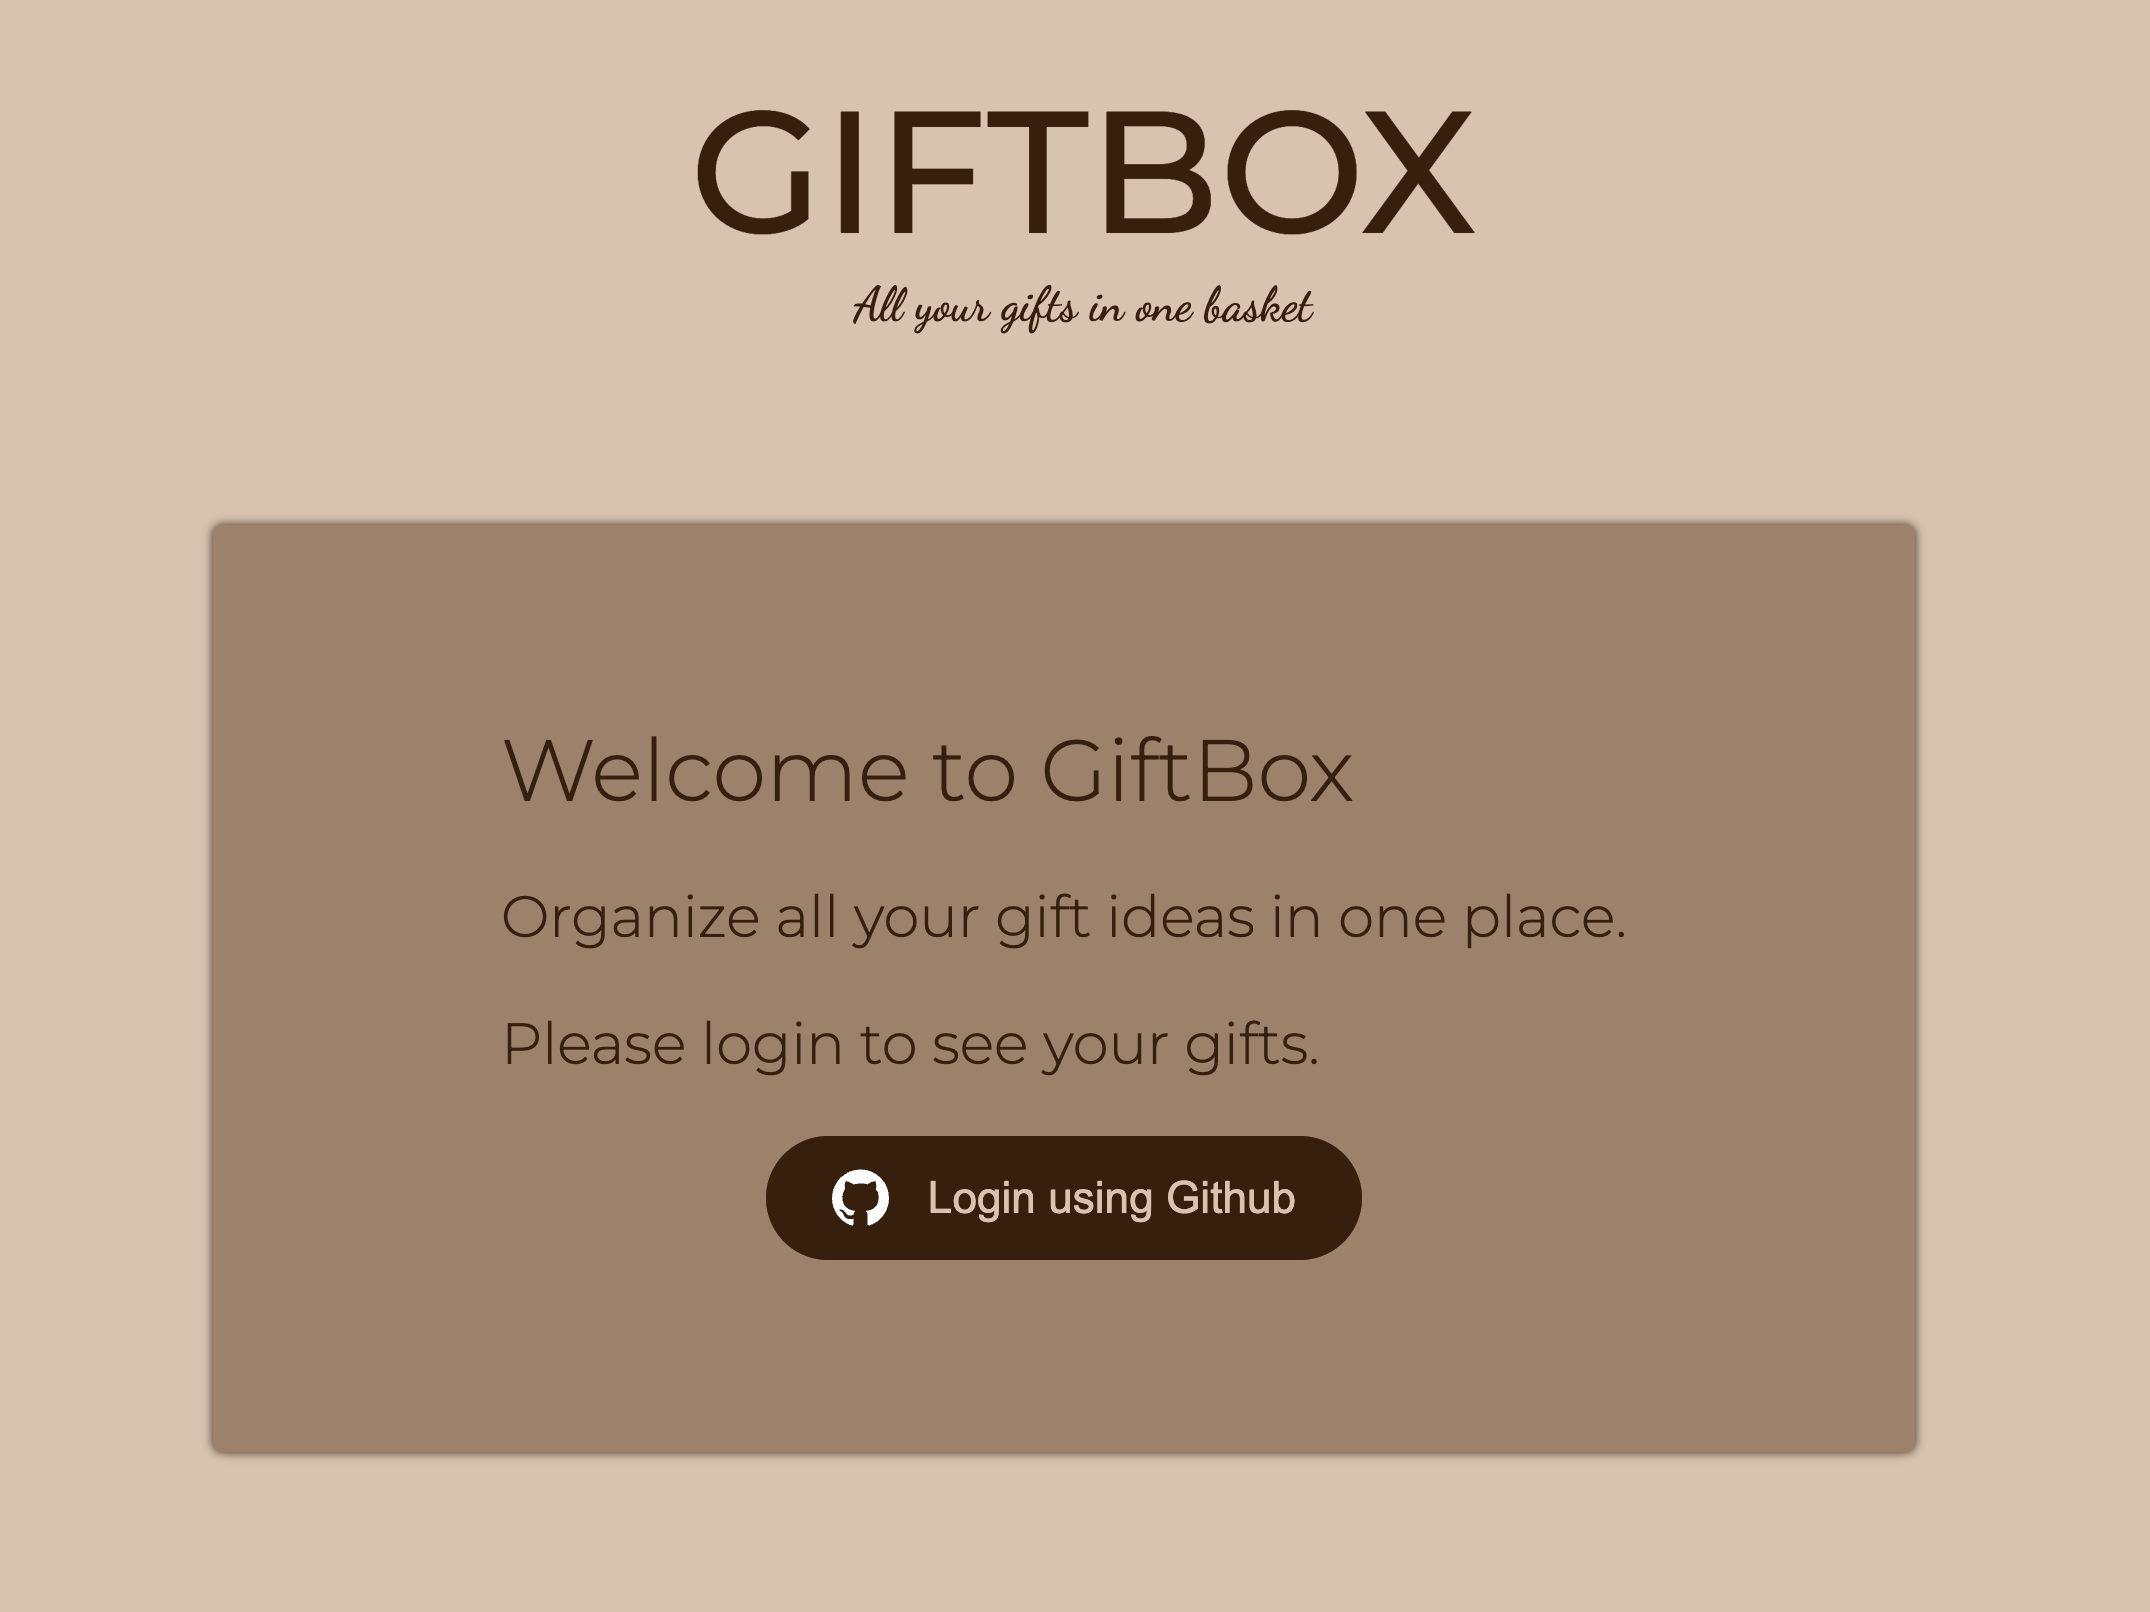 GIFTBOX
All your gifts in one basket
Welcome to GiftBox
Organize all your gift ideas in one place.
Please login to see your gifts.
Login using Github